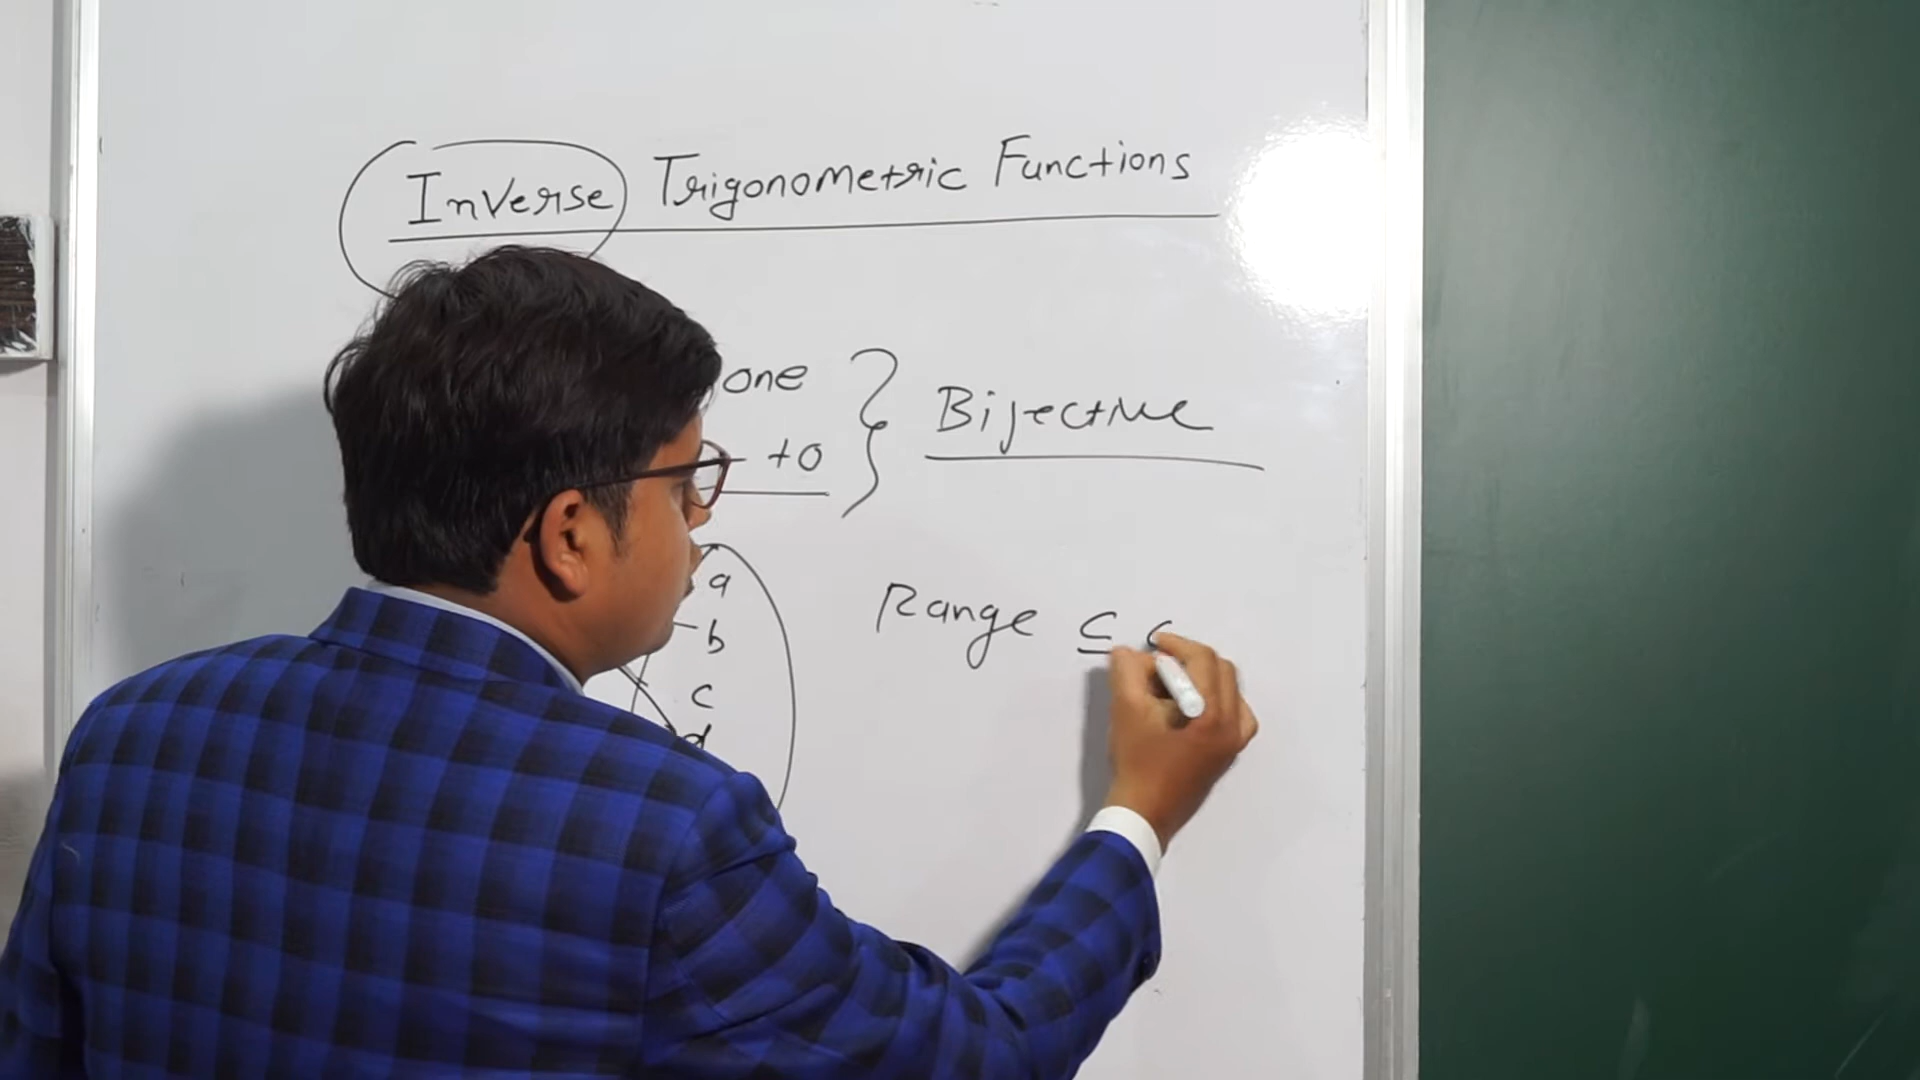 Inverse Trigonometric Functions
one
to
Bijective
a
b
c
d
Range ⊆ C